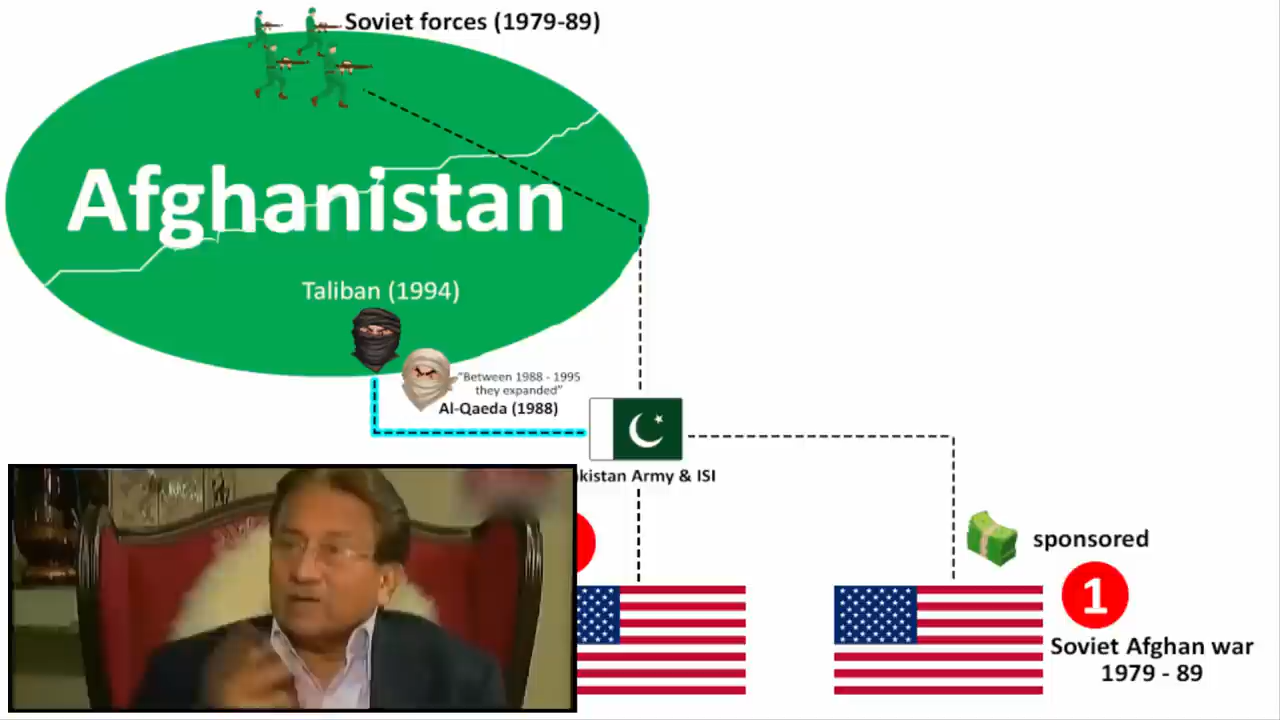 Soviet forces (1979-89)
Afghanistan
Taliban (1994)
"Between 1988 - 1995
they expanded"
Al-Qaeda (1988)
kistan Army & ISI
sponsored
1
Soviet Afghan war
1979 - 89